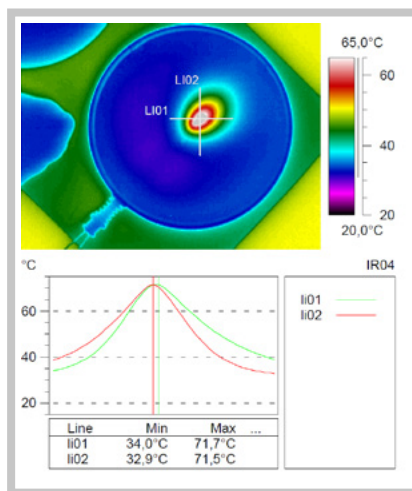 65,0°C
LI02
LI01
60
40
20
20,0°C
°C IR04
60
40
20
li01
li02
Line Min Max ...
li01 34,0°C 71,7°C
li02 32,9°C 71,5°C